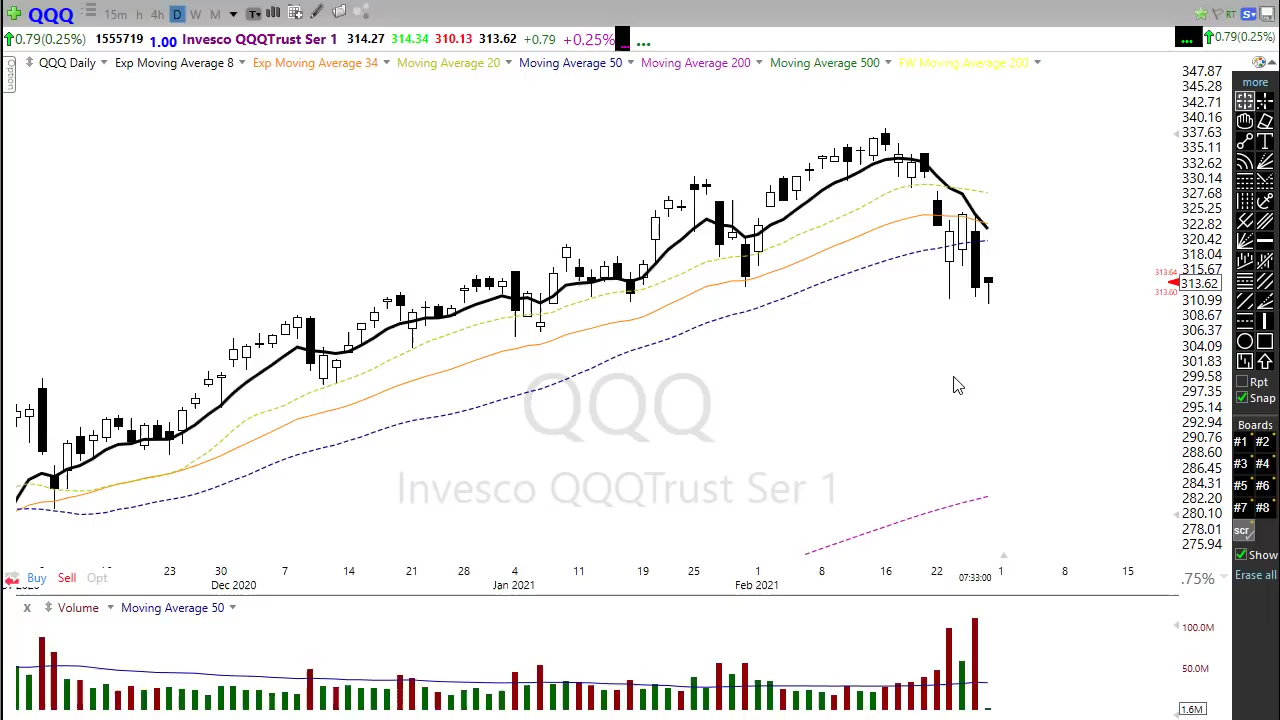 QQQ 15m h 4h D W M T RT S
0.79(0.25%) 1555719 1.00 Invesco QQQTrust Ser 1 314.27 314.34 310.13 313.62 +0.79 +0.25% ... ... ... 0.79(0.25%)
Option QQQ Daily Exp Moving Average 8 Exp Moving Average 34 Moving Average 20 Moving Average 50 Moving Average 200 Moving Average 500 FW Moving Average 200
347.87
345.28
342.71
340.16
337.63
335.11
332.62
330.14
327.68
325.25
322.82
320.42
315.67
313.64
313.62
313.60
310.99
308.67
306.37
304.09
301.83
299.58
297.35
295.14
292.94
290.76
288.60
286.45
284.31
282.20
280.10
278.01
275.94
more
T
Rpt
Snap
Boards
#1 #2
#3 #4
#5 #6
#7 #8
scr
Show
Erase all
QQQ
Invesco QQQTrust Ser 1
23 30 7 14 21 28 4 11 19 25 1 8 16 22 1 8 15
Dec 2020 Jan 2021 Feb 2021 07:33:00
Buy Sell Opt
.75%
x Volume Moving Average 50
100.0M
50.0M
1.6M